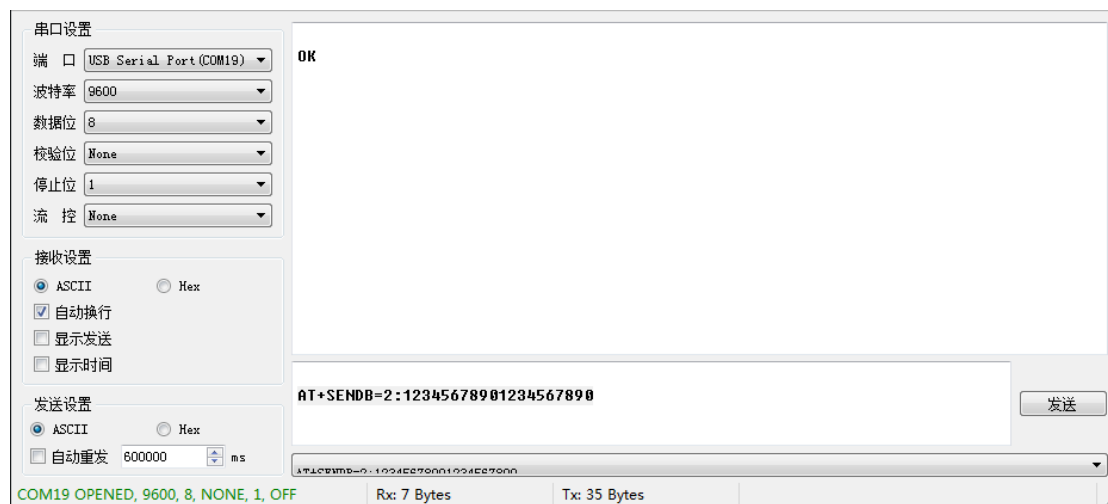 串口设置
端 口 USB Serial Port(COM19)
波特率 9600
数据位 8
校验位 None
停止位 1
流 控 None
接收设置
ASCII Hex
自动换行
显示发送
显示时间
发送设置
ASCII Hex
自动重发 600000 ms
OK
AT+SENDB=2:12345678901234567890
发送
AT+SENDB=2:12345678901234567890
COM19 OPENED, 9600, 8, NONE, 1, OFF Rx: 7 Bytes Tx: 35 Bytes